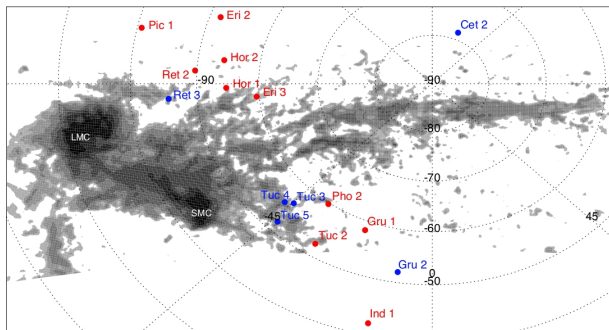 Eri 2
Pic 1
Cet 2
Hor 2
Ret 2
-90
-90
Hor 1
Ret 3
Eri 3
-80
LMC
-70
Tuc 4
Tuc 3
Pho 2
SMC
-45
45
Tuc 5
Gru 1
-60
Tuc 2
Gru 2
0
-50
Ind 1